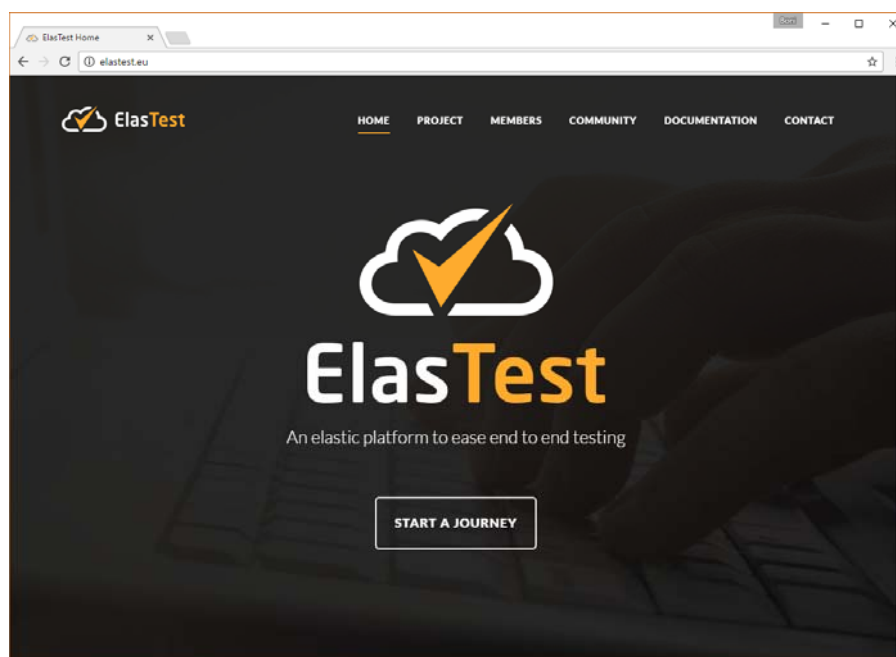 ElasTest Home
elastest.eu
ElasTest
HOME PROJECT MEMBERS COMMUNITY DOCUMENTATION CONTACT
ElasTest
An elastic platform to ease end to end testing
START A JOURNEY